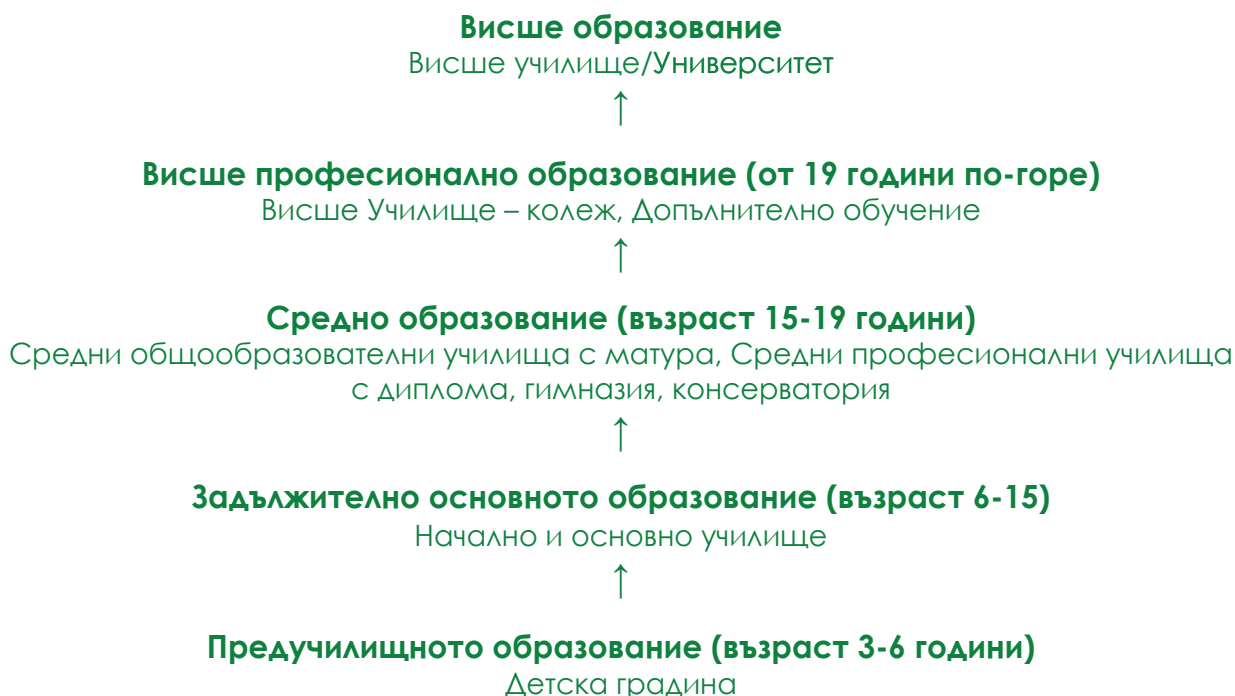 Висше образование
Висше училище/Университет
↑
Висше професионално образование (от 19 години по-горе)
Висше Училище – колеж, Допълнително обучение
↑
Средно образование (възраст 15-19 години)
Средни общообразователни училища с матура, Средни професионални училища
с диплома, гимназия, консерватория
↑
Задължително основното образование (възраст 6-15)
Начално и основно училище
↑
Предучилищното образование (възраст 3-6 години)
Детска градина